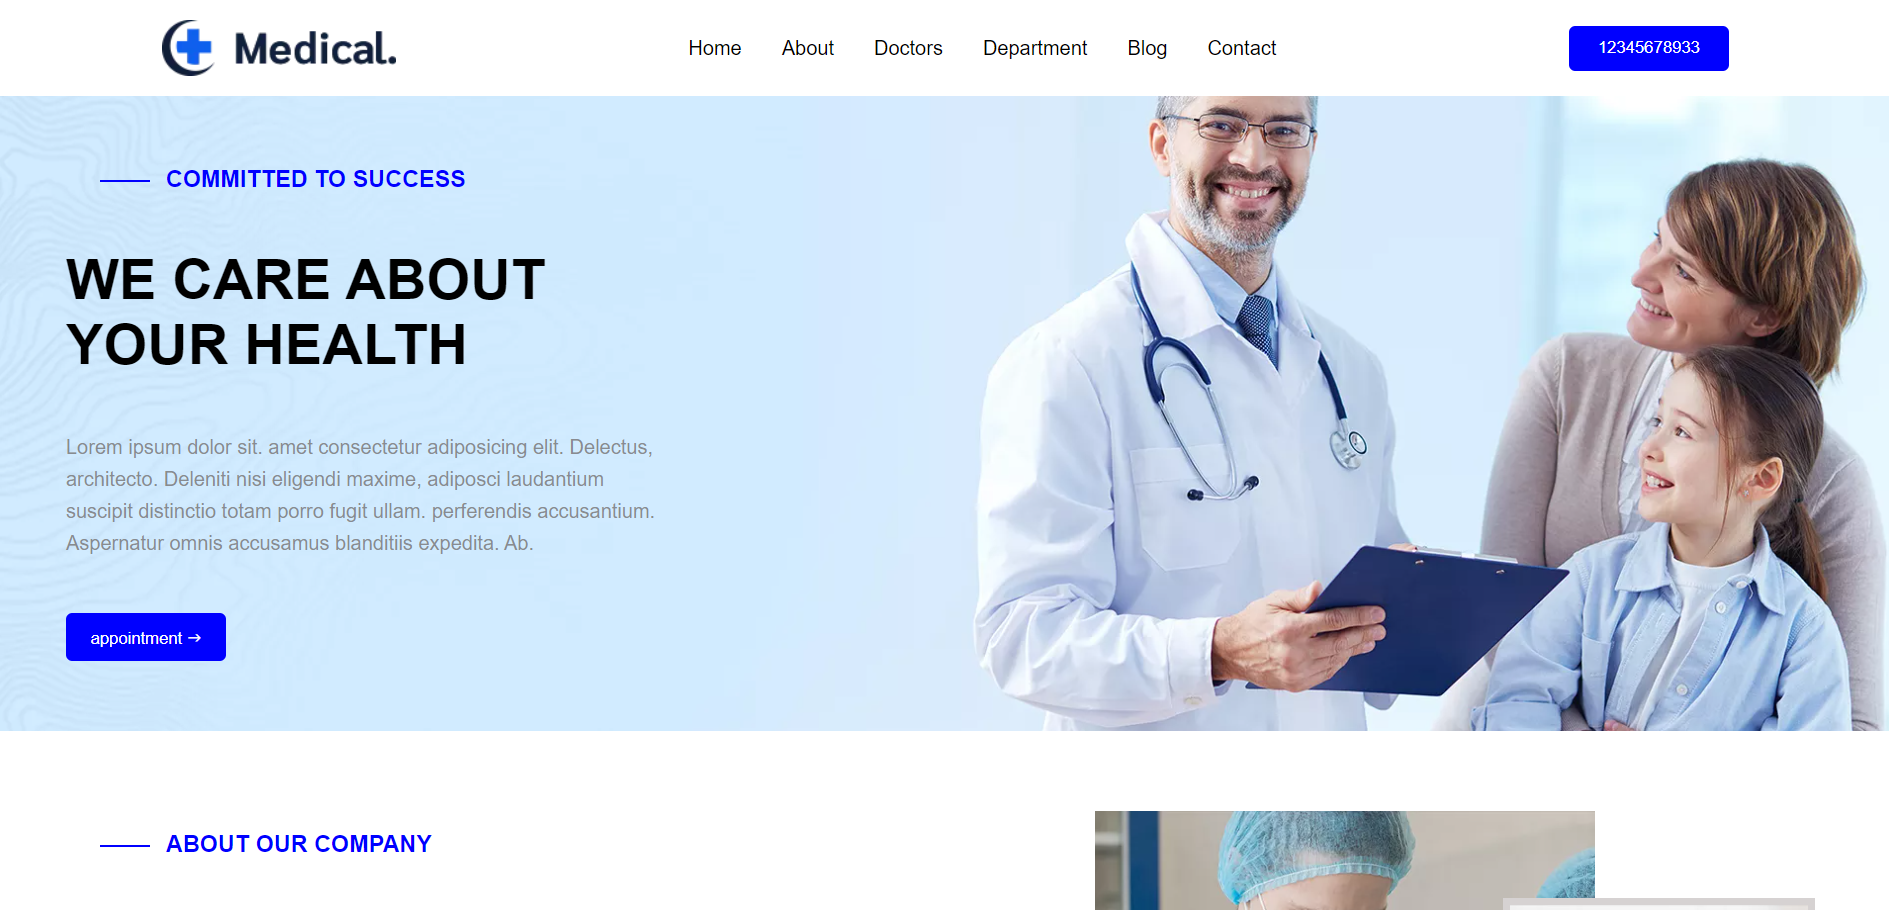 Medical.
Home About Doctors Department Blog Contact
12345678933
COMMITTED TO SUCCESS
WE CARE ABOUT
YOUR HEALTH
Lorem ipsum dolor sit. amet consectetur adiposicing elit. Delectus,
architecto. Deleniti nisi eligendi maxime, adiposci laudantium
suscipit distinctio totam porro fugit ullam. perferendis accusantium.
Aspernatur omnis accusamus blanditiis expedita. Ab.
appointment →
ABOUT OUR COMPANY